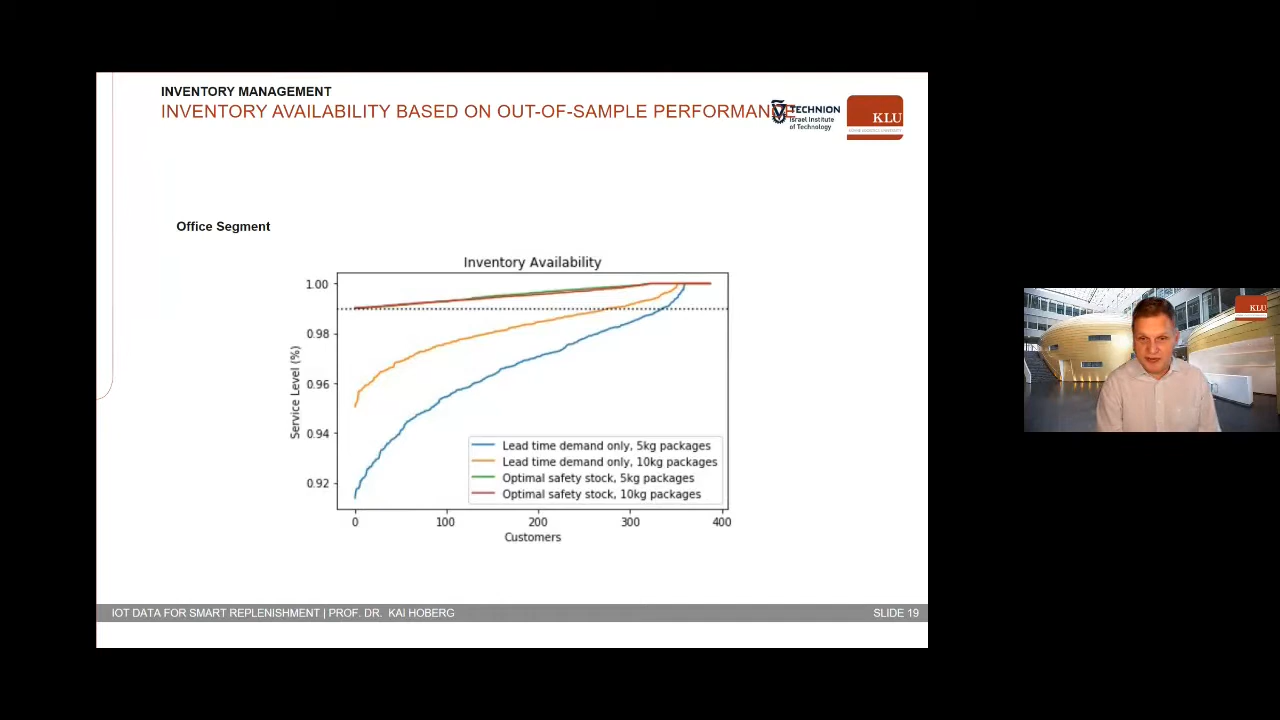 INVENTORY MANAGEMENT
INVENTORY AVAILABILITY BASED ON OUT-OF-SAMPLE PERFORMANCE
TECHNION
Israel Institute
of Technology
KLU
Office Segment
Inventory Availability
1.00
0.98
0.96
0.94
0.92
Service Level (%)
Lead time demand only, 5kg packages
Lead time demand only, 10kg packages
Optimal safety stock, 5kg packages
Optimal safety stock, 10kg packages
0
100
200
300
400
Customers
IOT DATA FOR SMART REPLENISHMENT | PROF. DR. KAI HOBERG
SLIDE 19
KLU